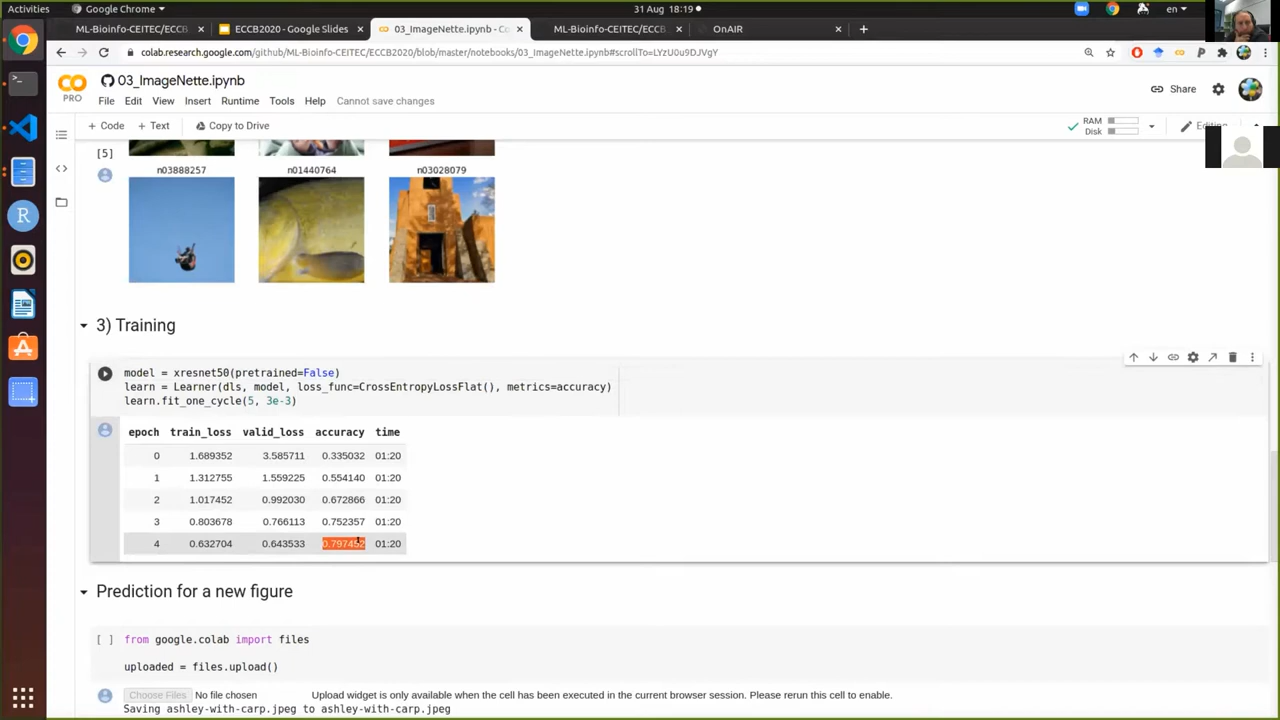 Activities
Google Chrome
31 Aug 18:19
en
ML-Bioinfo-CEITEC/ECCB
ECCB2020 - Google Slides
03_ImageNette.ipynb - Co
ML-Bioinfo-CEITEC/ECCB
OnAIR
colab.research.google.com/github/ML-Bioinfo-CEITEC/ECCB2020/blob/master/notebooks/03_ImageNette.ipynb#scrollTo=LYzU0u9DJVgY
CO
PRO
03_ImageNette.ipynb
Share
File Edit View Insert Runtime Tools Help Cannot save changes
+ Code + Text Copy to Drive
RAM
Disk
Editing
[5]
n03888257 n01440764 n03028079
3) Training
model = xresnet50(pretrained=False)
learn = Learner(dls, model, loss_func=CrossEntropyLossFlat(), metrics=accuracy)
learn.fit_one_cycle(5, 3e-3)
epoch train_loss valid_loss accuracy time
0 1.689352 3.585711 0.335032 01:20
1 1.312755 1.559225 0.554140 01:20
2 1.017452 0.992030 0.672866 01:20
3 0.803678 0.766113 0.752357 01:20
4 0.632704 0.643533 0.797452 01:20
Prediction for a new figure
[ ] from google.colab import files
uploaded = files.upload()
Choose Files No file chosen Upload widget is only available when the cell has been executed in the current browser session. Please rerun this cell to enable.
Saving ashley-with-carp.jpeg to ashley-with-carp.jpeg